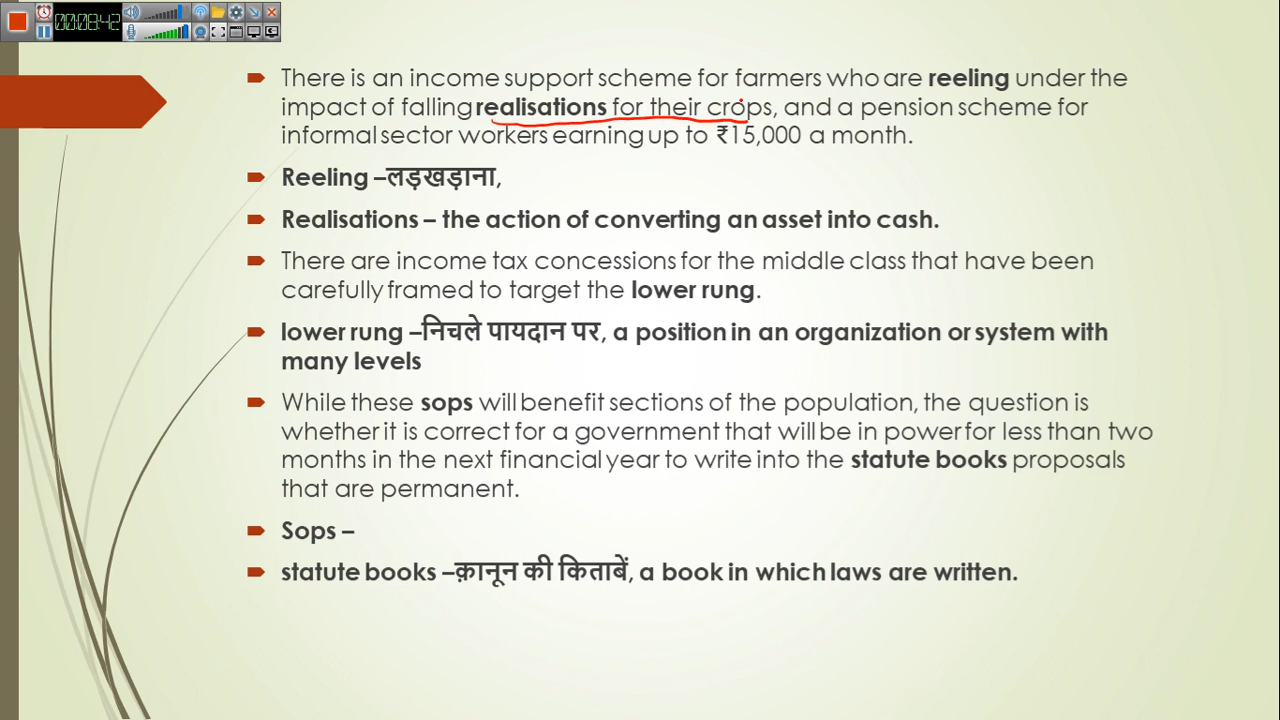 00:08:42
There is an income support scheme for farmers who are reeling under the
impact of falling realisations for their crops, and a pension scheme for
informal sector workers earning up to ₹15,000 a month.
Reeling –लड़खड़ाना,
Realisations – the action of converting an asset into cash.
There are income tax concessions for the middle class that have been
carefully framed to target the lower rung.
lower rung –निचले पायदान पर, a position in an organization or system with
many levels
While these sops will benefit sections of the population, the question is
whether it is correct for a government that will be in power for less than two
months in the next financial year to write into the statute books proposals
that are permanent.
Sops –
statute books –क़ानून की किताबें, a book in which laws are written.